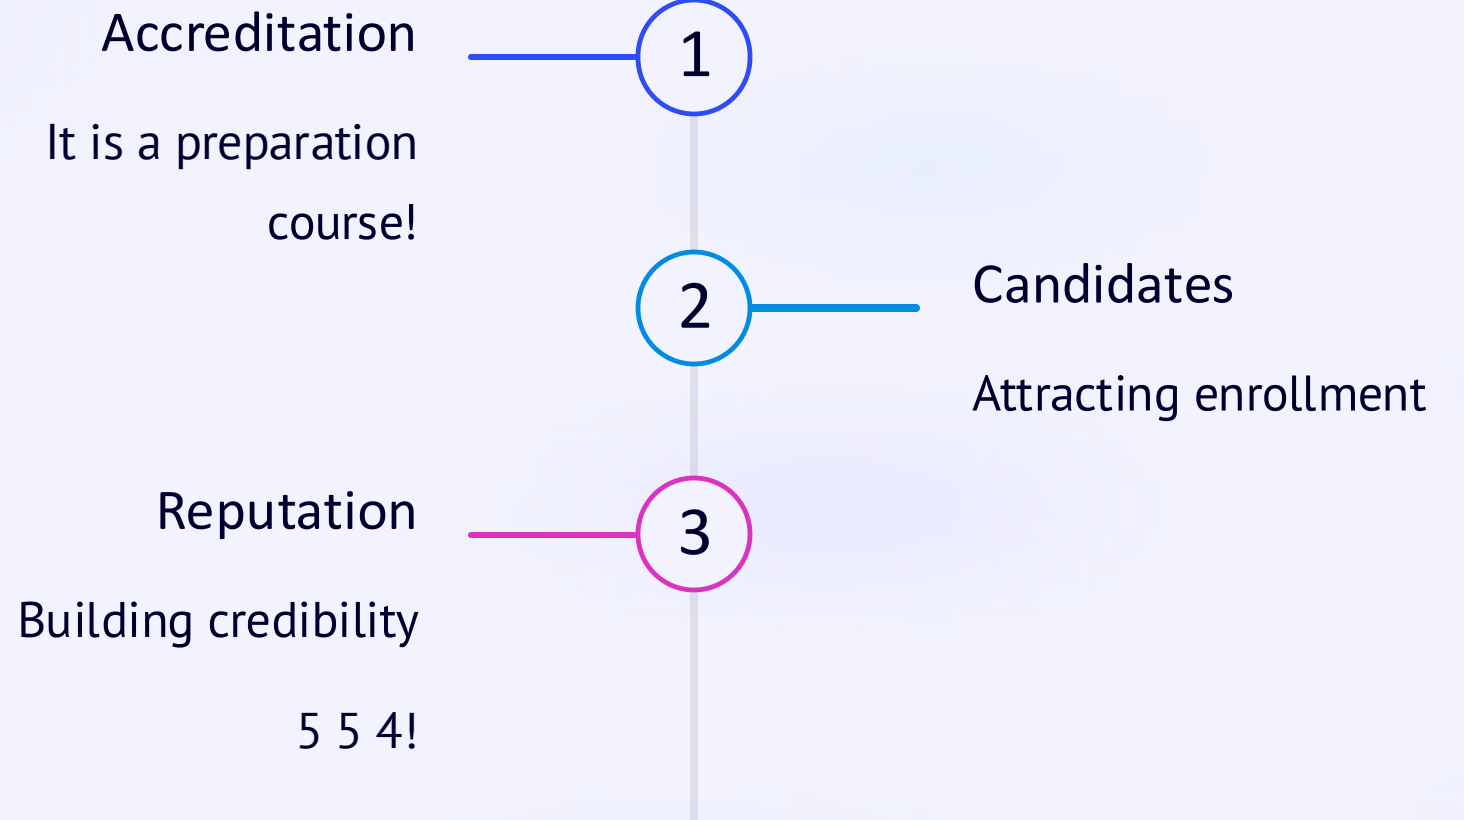 Accreditation
1
It is a preparation
course!
2
Candidates
Attracting enrollment
Reputation
3
Building credibility
5 5 4!